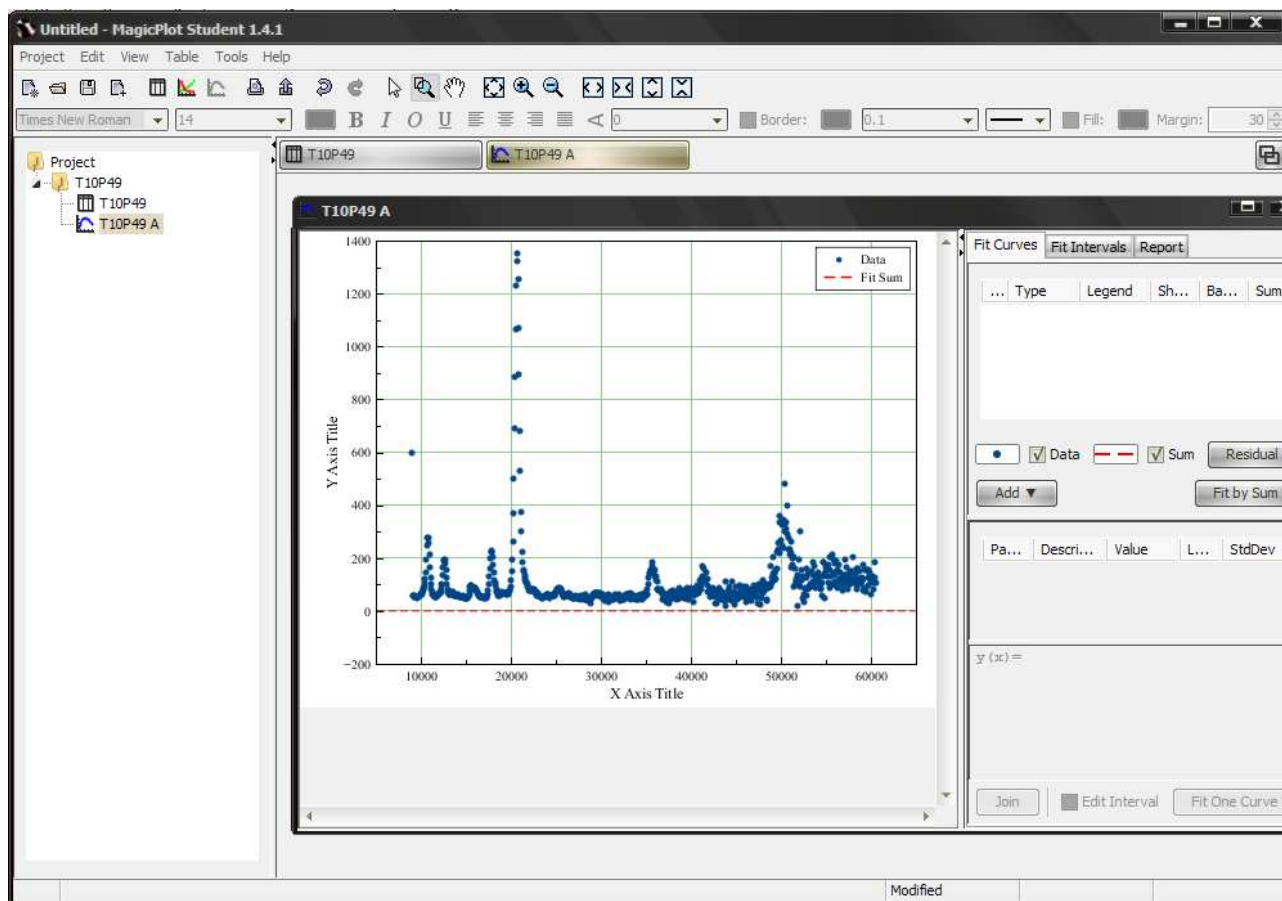 Untitled - MagicPlot Student 1.4.1
Project Edit View Table Tools Help
Times New Roman 14 B I O U 0 Border: 0.1 Fill: Margin: 30
Project
T10P49
T10P49
T10P49 A
T10P49 T10P49 A
T10P49 A
1400
1200
1000
800
600
400
200
0
−200
Y Axis Title
Data
Fit Sum
10000 20000 30000 40000 50000 60000
X Axis Title
Fit Curves Fit Intervals Report
... Type Legend Sh... Ba... Sum
Data Sum Residual
Add ▼ Fit by Sum
Pa... Descri... Value L... StdDev
y(x)=
Join Edit Interval Fit One Curve
Modified